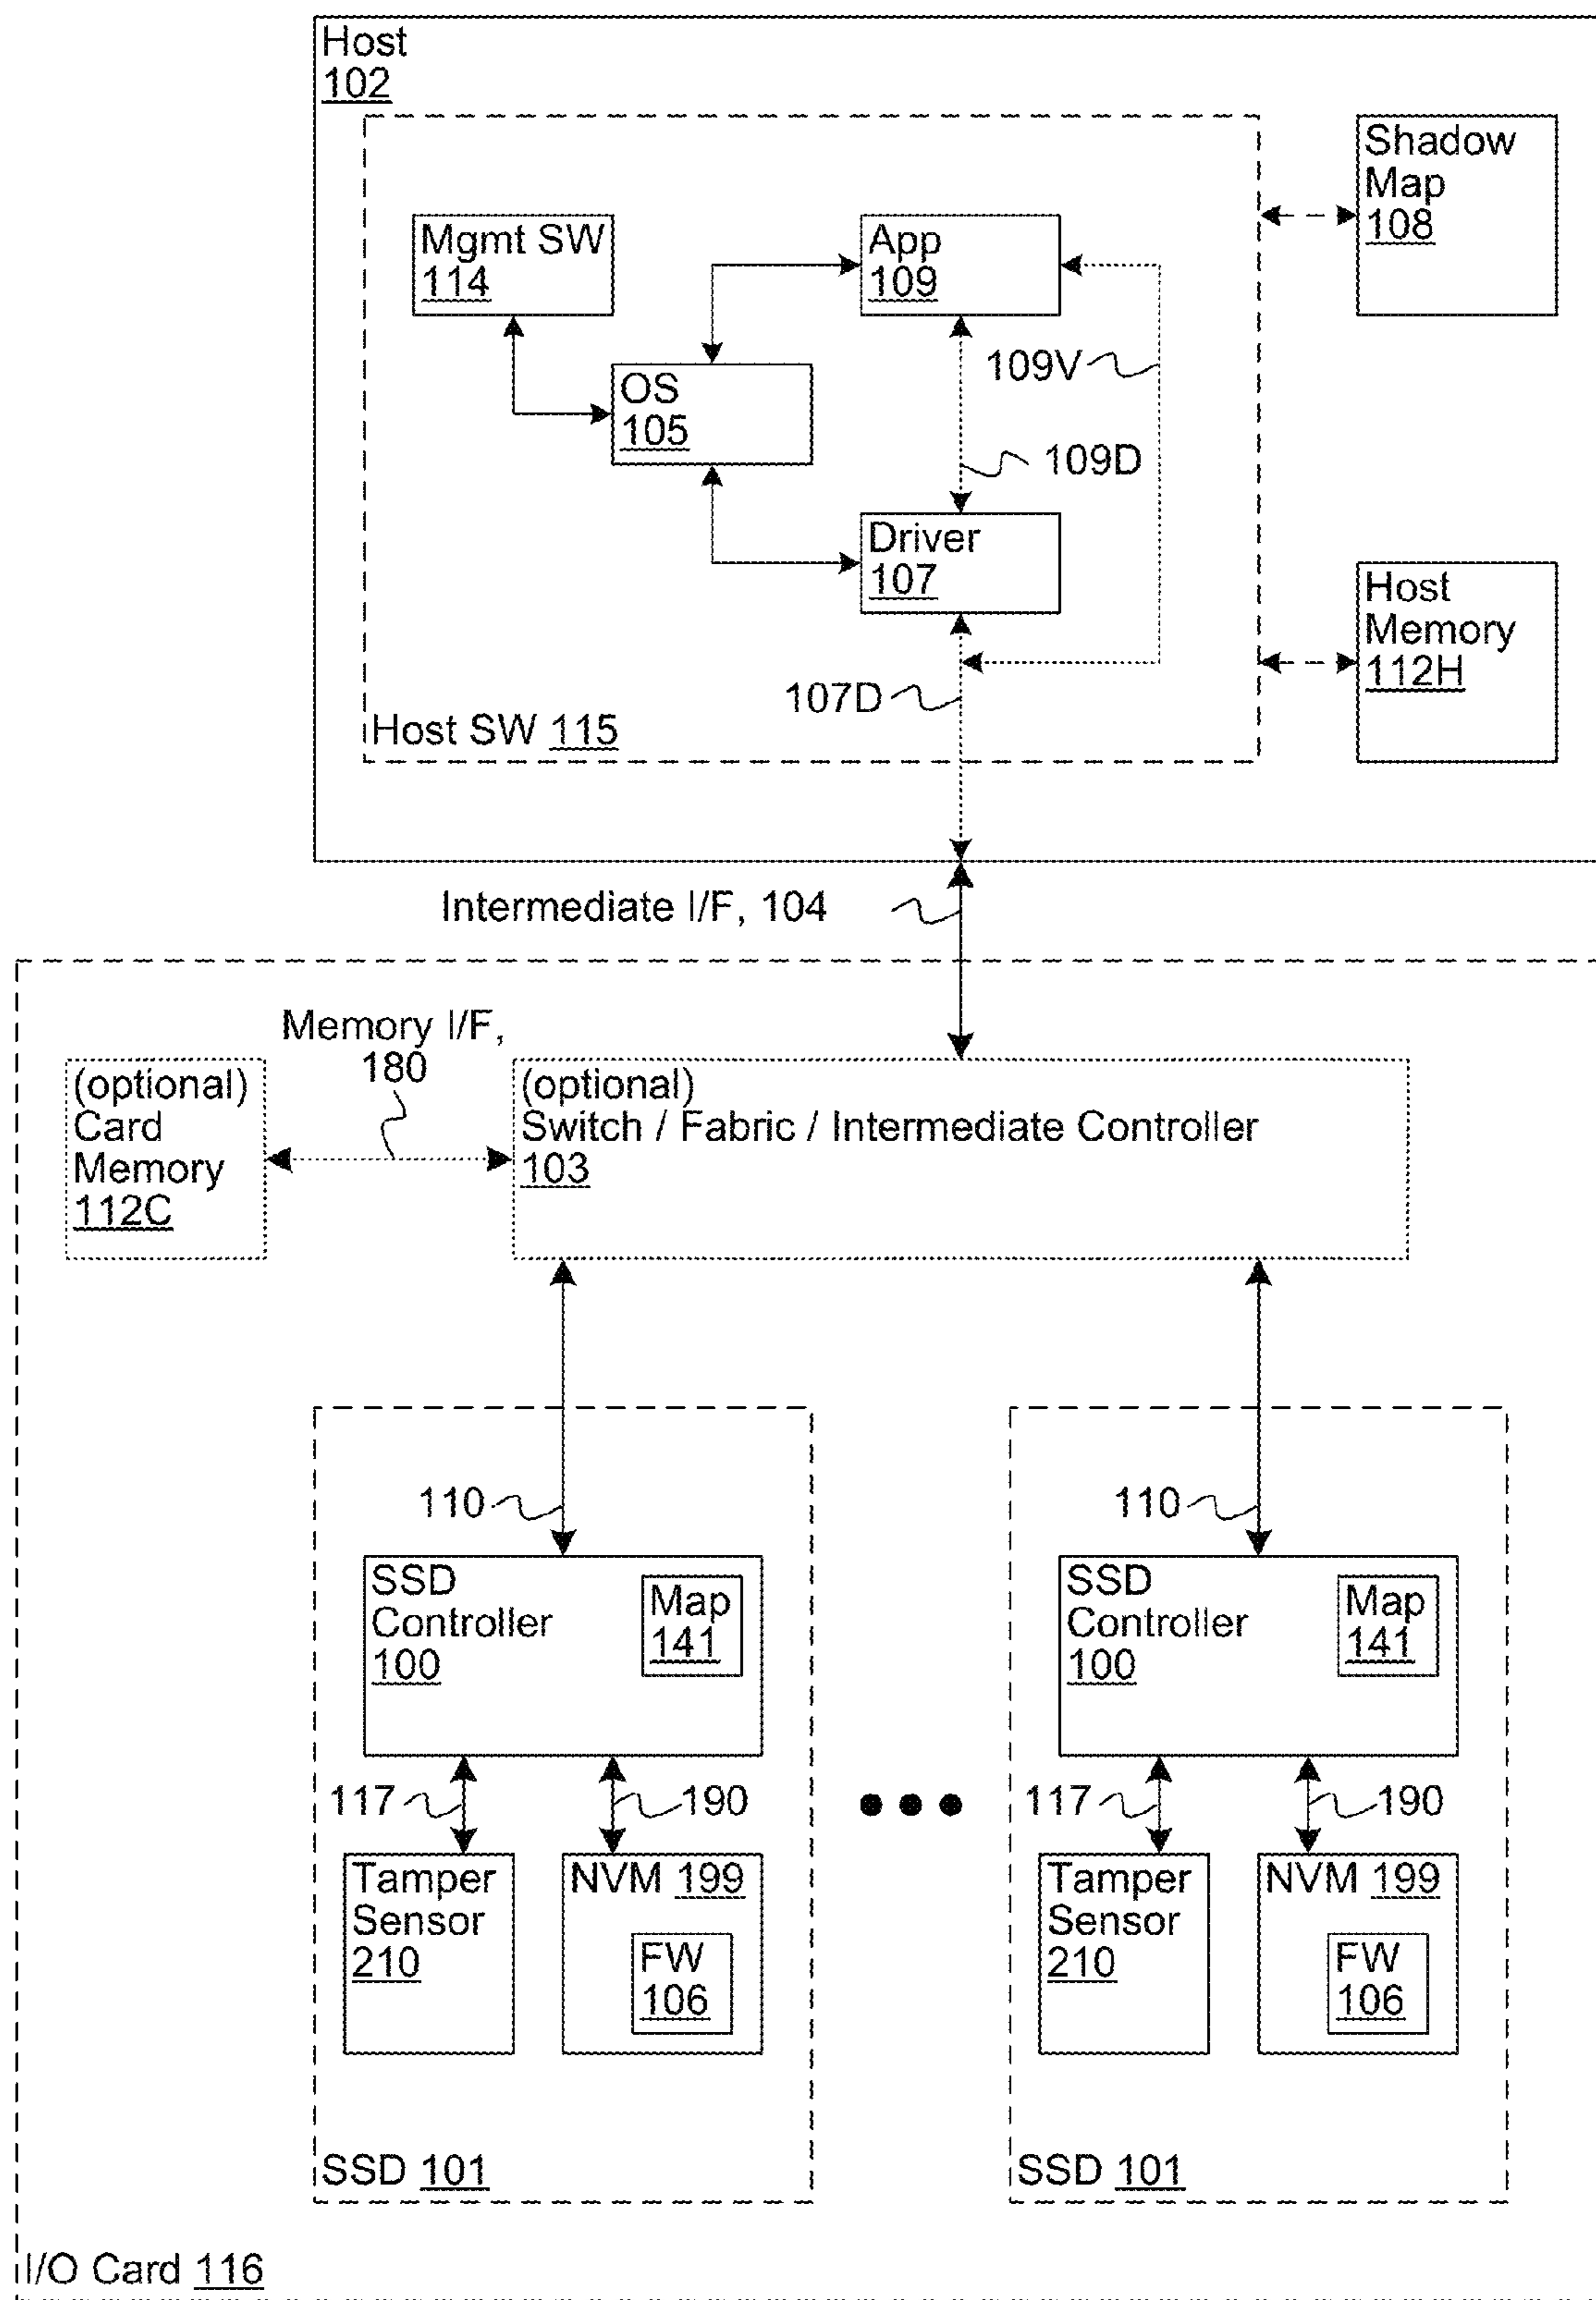 Host
102
Shadow
Map
108
Mgmt SW
114
App
109
109V
OS
105
109D
Driver
107
Host
Memory
112H
107D
Host SW 115
Intermediate I/F, 104
Memory I/F,
180
(optional)
Card
Memory
112C
(optional)
Switch / Fabric / Intermediate Controller
103
110
110
SSD
Controller
100
Map
141
SSD
Controller
100
Map
141
117
190
117
190
Tamper
Sensor
210
NVM 199
FW
106
Tamper
Sensor
210
NVM 199
FW
106
SSD 101
SSD 101
I/O Card 116